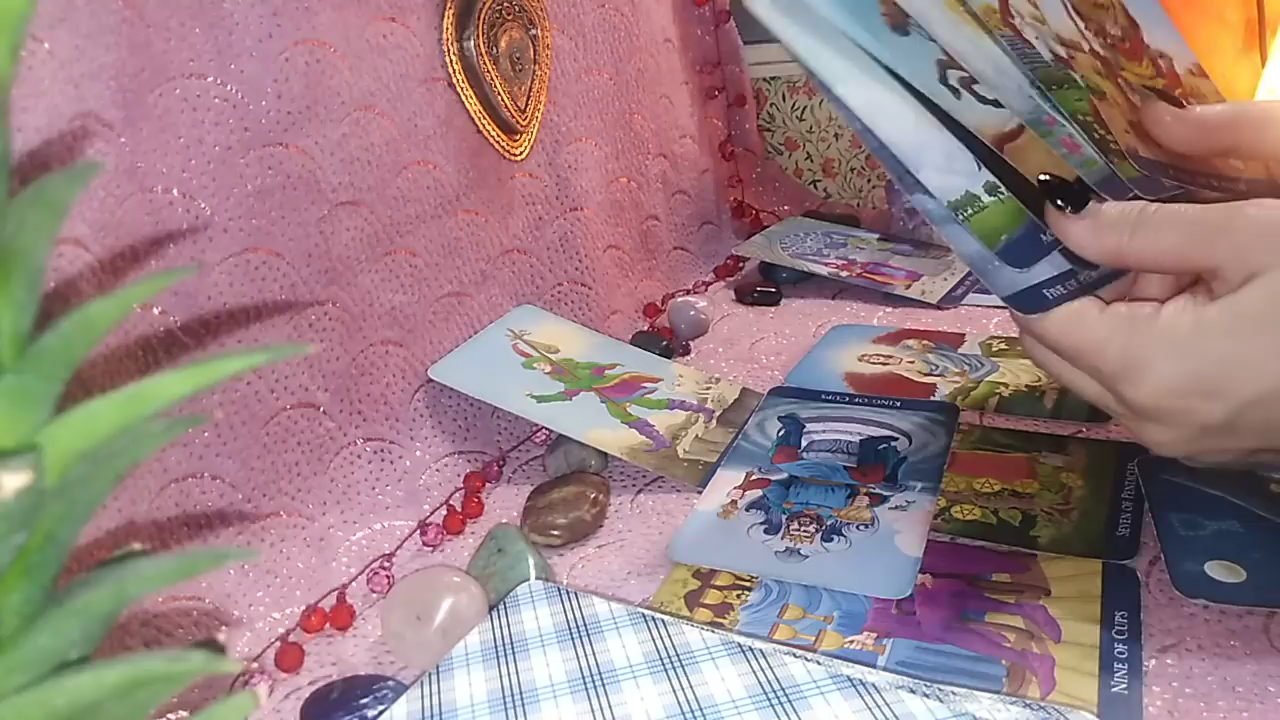 FIVE OF
KING OF CUPS
SEVEN OF PENTACLES
NINE OF CUPS